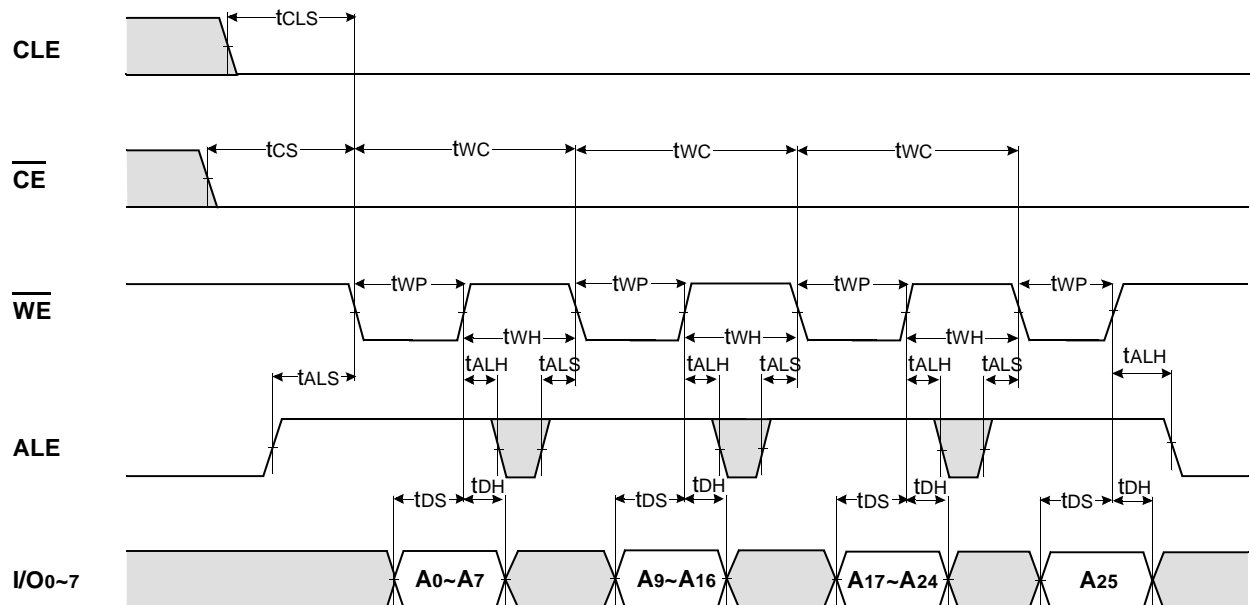 tCLS
CLE
tCS tWC tWC tWC
CE
tWP tWP tWP tWP
WE
tWH tWH tWH
tALS tALH tALS tALH tALS tALH tALS tALH
ALE
tDS tDH tDS tDH tDS tDH tDS tDH
I/O0~7 A0~A7 A9~A16 A17~A24 A25